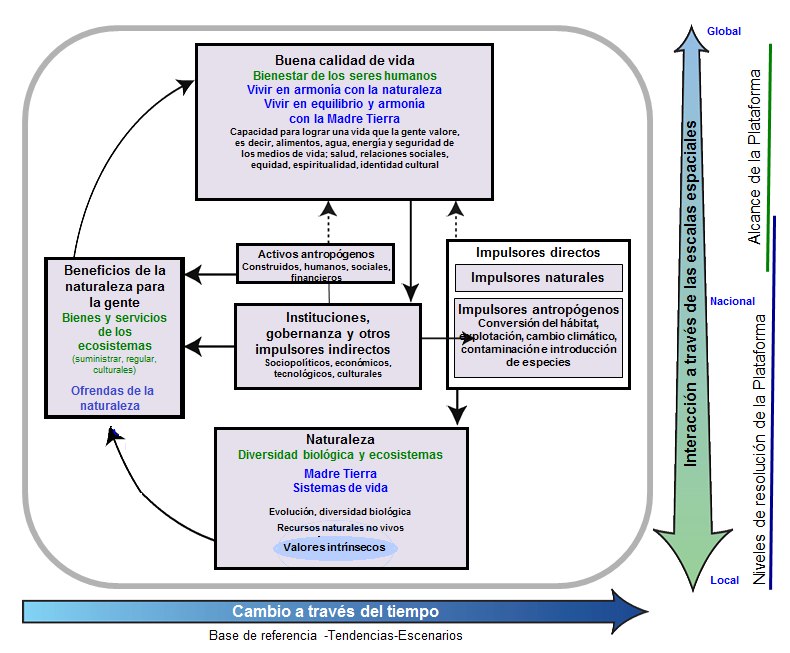 Buena calidad de vida
Bienestar de los seres humanos
Vivir en armonía con la naturaleza
Vivir en equilibrio y armonía
con la Madre Tierra
Capacidad para lograr una vida que la gente valore,
es decir, alimentos, agua, energía y seguridad de
los medios de vida; salud, relaciones sociales,
equidad, espiritualidad, identidad cultural
Activos antropógenos
Construidos, humanos, sociales,
financieros
Impulsores directos
Impulsores naturales
Impulsores antropógenos
Conversión del hábitat,
explotación, cambio climático,
contaminación e introducción
de especies
Beneficios de la
naturaleza para
la gente
Bienes y servicios
de los
ecosistemas
(suministrar, regular,
culturales)
Ofrendas de la
naturaleza
Instituciones,
gobernanza y otros
impulsores indirectos
Sociopolíticos, económicos,
tecnológicos, culturales
Naturaleza
Diversidad biológica y ecosistemas
Madre Tierra
Sistemas de vida
Evolución, diversidad biológica
Recursos naturales no vivos
Valores intrínsecos
Global
Nacional
Local
Interacción a través de las escalas espaciales
Alcance de la Plataforma
Niveles de resolución de la Plataforma
Cambio a través del tiempo
Base de referencia -Tendencias-Escenarios